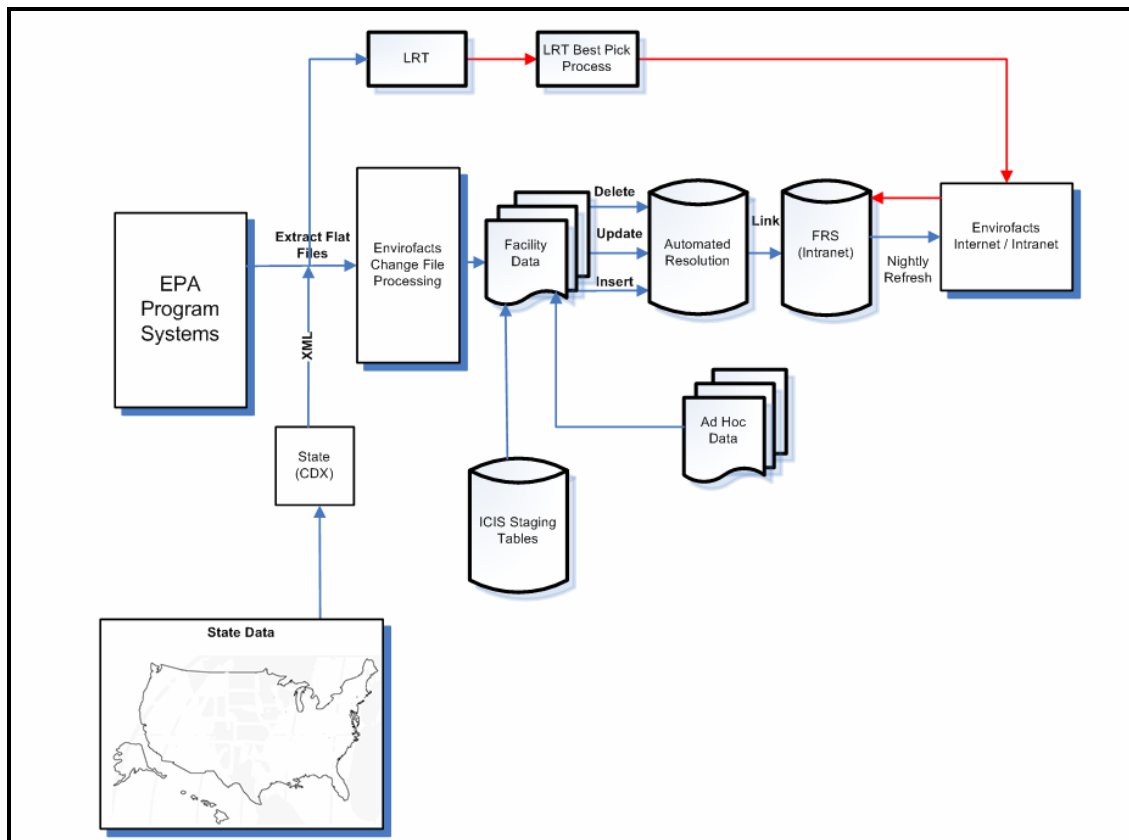 LRT
LRT Best Pick
Process
EPA
Program
Systems
Extract Flat
Files
XML
Envirofacts
Change File
Processing
Facility
Data
Delete
Update
Insert
Automated
Resolution
Link
FRS
(Intranet)
Nightly
Refresh
Envirofacts
Internet / Intranet
State
(CDX)
ICIS Staging
Tables
Ad Hoc
Data
State Data